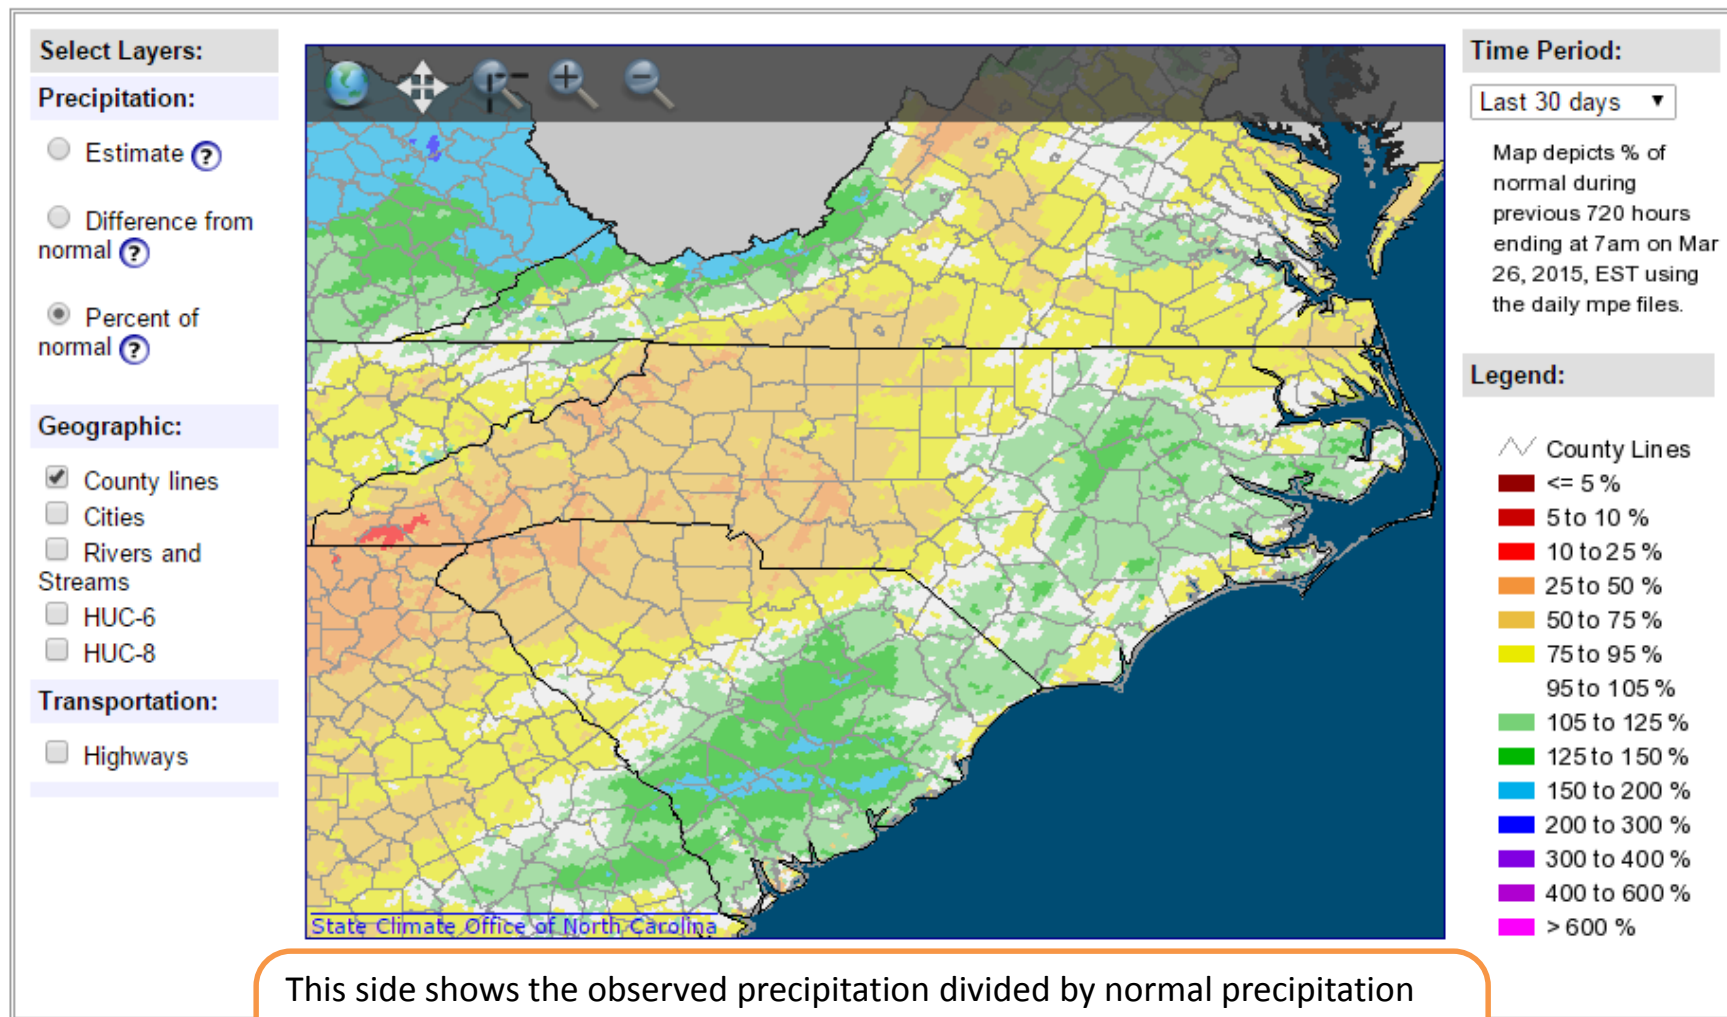 Select Layers:
Precipitation:
Estimate ?
Difference from
normal ?
Percent of
normal ?
Geographic:
County lines
Cities
Rivers and
Streams
HUC-6
HUC-8
Transportation:
Highways
State Climate Office of North Carolina
Time Period:
Last 30 days
Map depicts % of
normal during
previous 720 hours
ending at 7am on Mar
26, 2015, EST using
the daily mpe files.
Legend:
County Lines
<= 5 %
5 to 10 %
10 to 25 %
25 to 50 %
50 to 75 %
75 to 95 %
95 to 105 %
105 to 125 %
125 to 150 %
150 to 200 %
200 to 300 %
300 to 400 %
400 to 600 %
> 600 %
This side shows the observed precipitation divided by normal precipitation